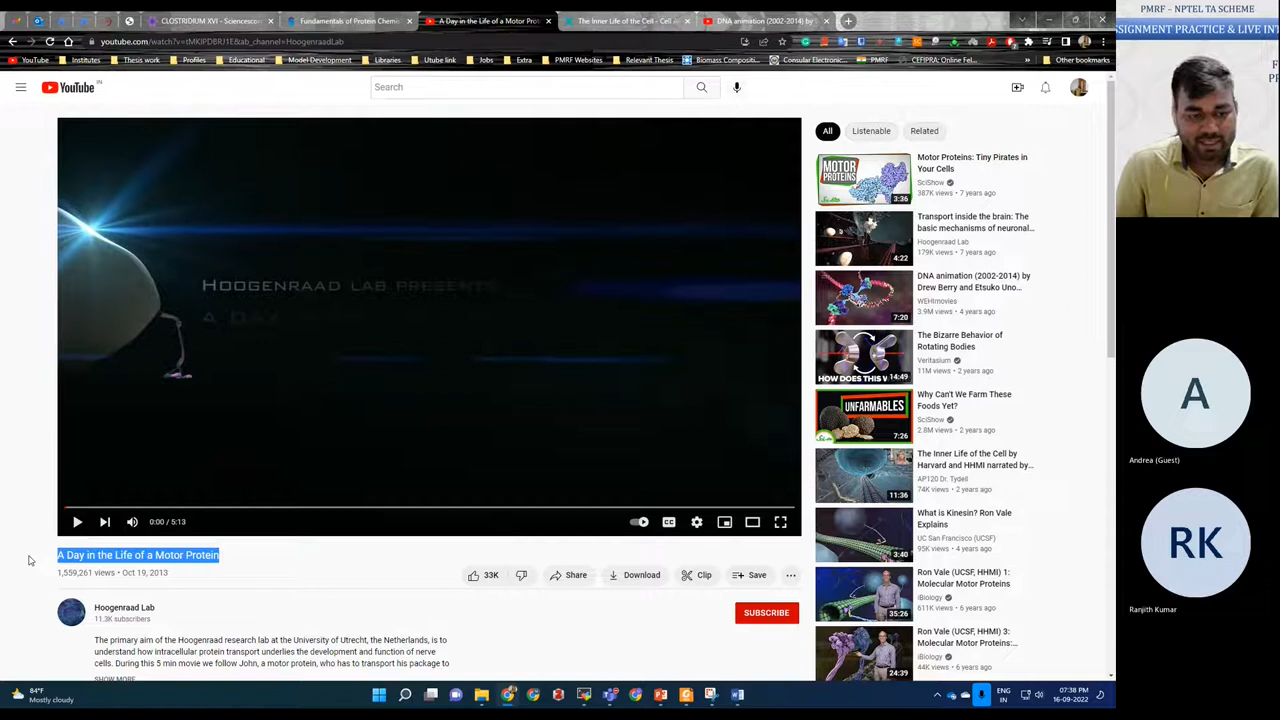 CLOSTRIDIUM XVI - Sciencescom
Fundamentals of Protein Chemis
A Day in the Life of a Motor Prot
The Inner Life of the Cell - Cell A
DNA animation (2002-2014) by
PMRF – NPTEL TA SCHEME
SSIGNMENT PRACTICE & LIVE INT
youtube.com/watch?v=tMKlPDBRJ1E&ab_channel=HoogenraadLab
YouTube
Institutes
Thesis work
Profiles
Educational
Model Development
Libraries
Utube link
Jobs
Extra
PMRF Websites
Relevant Thesis
Biomass Compositi...
Consular Electronic...
PMRF
CEFIPRA: Online Fel...
Other bookmarks
YouTube IN
Search
All
Listenable
Related
HOOGENRAAD LAB PRESENTS
A DAY
0:00 / 5:13
A Day in the Life of a Motor Protein
1,559,261 views • Oct 19, 2013
33K
Share
Download
Clip
Save
Hoogenraad Lab
11.3K subscribers
SUBSCRIBE
The primary aim of the Hoogenraad research lab at the University of Utrecht, the Netherlands, is to
understand how intracellular protein transport underlies the development and function of nerve
cells. During this 5 min movie we follow John, a motor protein, who has to transport his package to
SHOW MORE
MOTOR
PROTEINS
3:36
Motor Proteins: Tiny Pirates in
Your Cells
SciShow
387K views • 7 years ago
4:22
Transport inside the brain: The
basic mechanisms of neuronal...
Hoogenraad Lab
179K views • 7 years ago
7:20
DNA animation (2002-2014) by
Drew Berry and Etsuko Uno...
WEHImovies
3.9M views • 4 years ago
HOW DOES THIS W
14:49
The Bizarre Behavior of
Rotating Bodies
Veritasium
11M views • 2 years ago
UNFARMABLES
7:26
Why Can't We Farm These
Foods Yet?
SciShow
2.8M views • 2 years ago
11:36
The Inner Life of the Cell by
Harvard and HHMI narrated by...
AP120 Dr. Tydell
74K views • 2 years ago
3:40
What is Kinesin? Ron Vale
Explains
UC San Francisco (UCSF)
95K views • 4 years ago
35:26
Ron Vale (UCSF, HHMI) 1:
Molecular Motor Proteins
iBiology
611K views • 6 years ago
24:39
Ron Vale (UCSF, HHMI) 3:
Molecular Motor Proteins:...
iBiology
44K views • 6 years ago
F
PF
A
Andrea (Guest)
RK
Ranjith Kumar
84°F
Mostly cloudy
ENG
IN
07:38 PM
16-09-2022